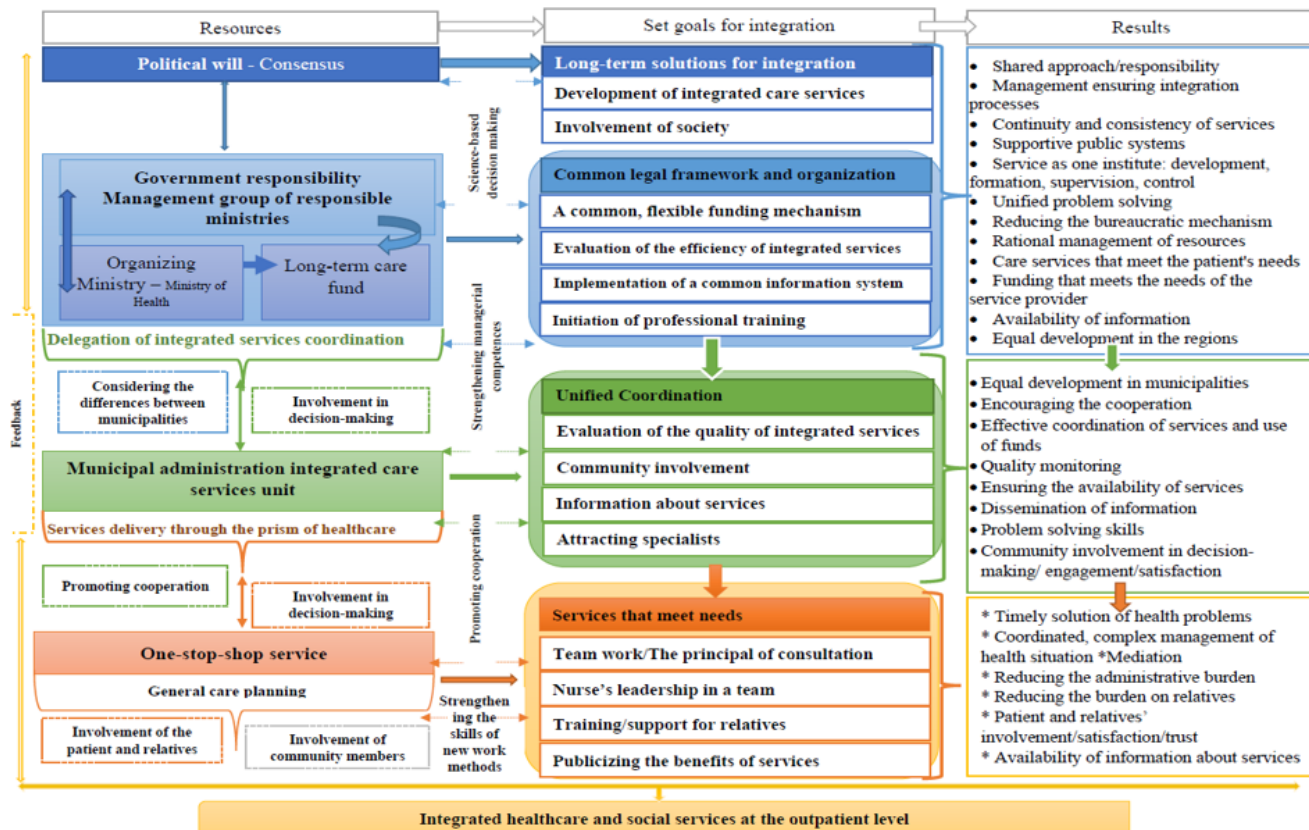 Resources
Set goals for integration
Results
Political will - Consensus
Long-term solutions for integration
Development of integrated care services
Involvement of society
Science-based
decision making
Government responsibility
Management group of responsible
ministries
Organizing
Ministry – Ministry of
Health
Long-term care
fund
Common legal framework and organization
A common, flexible funding mechanism
Evaluation of the efficiency of integrated services
Implementation of a common information system
Initiation of professional training
Strengthening managerial
competences
• Shared approach/responsibility
• Management ensuring integration
processes
• Continuity and consistency of services
• Supportive public systems
• Service as one institute: development,
formation, supervision, control
• Unified problem solving
• Reducing the bureaucratic mechanism
• Rational management of resources
• Care services that meet the patient's needs
• Funding that meets the needs of the
service provider
• Availability of information
• Equal development in the regions
Feedback
Delegation of integrated services coordination
Considering the
differences between
municipalities
Involvement in
decision-making
Municipal administration integrated care
services unit
Unified Coordination
Evaluation of the quality of integrated services
Community involvement
Information about services
Attracting specialists
• Equal development in municipalities
• Encouraging the cooperation
• Effective coordination of services and use
of funds
• Quality monitoring
• Ensuring the availability of services
• Dissemination of information
• Problem solving skills
• Community involvement in decision-
making/ engagement/satisfaction
Services delivery through the prism of healthcare
Promoting cooperation
Involvement in
decision-making
Promoting cooperation
One-stop-shop service
General care planning
Involvement of the
patient and relatives
Involvement of
community members
Strengthen
ing the
skills of
new work
methods
Services that meet needs
Team work/The principal of consultation
Nurse's leadership in a team
Training/support for relatives
Publicizing the benefits of services
* Timely solution of health problems
* Coordinated, complex management of
health situation *Mediation
* Reducing the administrative burden
* Reducing the burden on relatives
* Patient and relatives'
involvement/satisfaction/trust
* Availability of information about services
Integrated healthcare and social services at the outpatient level